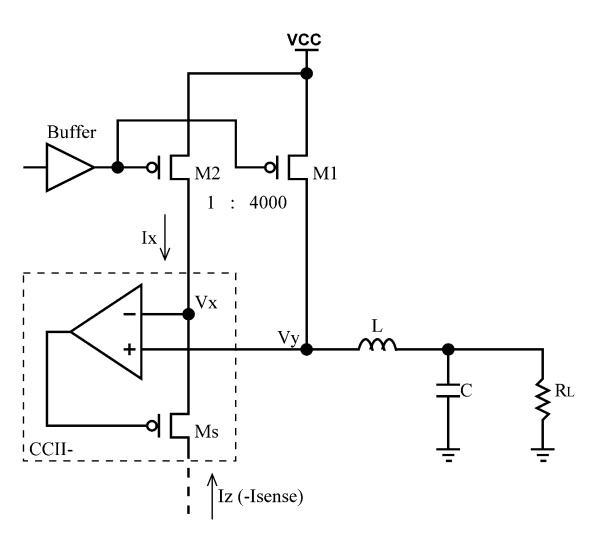 VCC
Buffer
M2
M1
1 : 4000
Ix
Vx
−
Vy
+
L
C
RL
Ms
CCII-
Iz (-Isense)